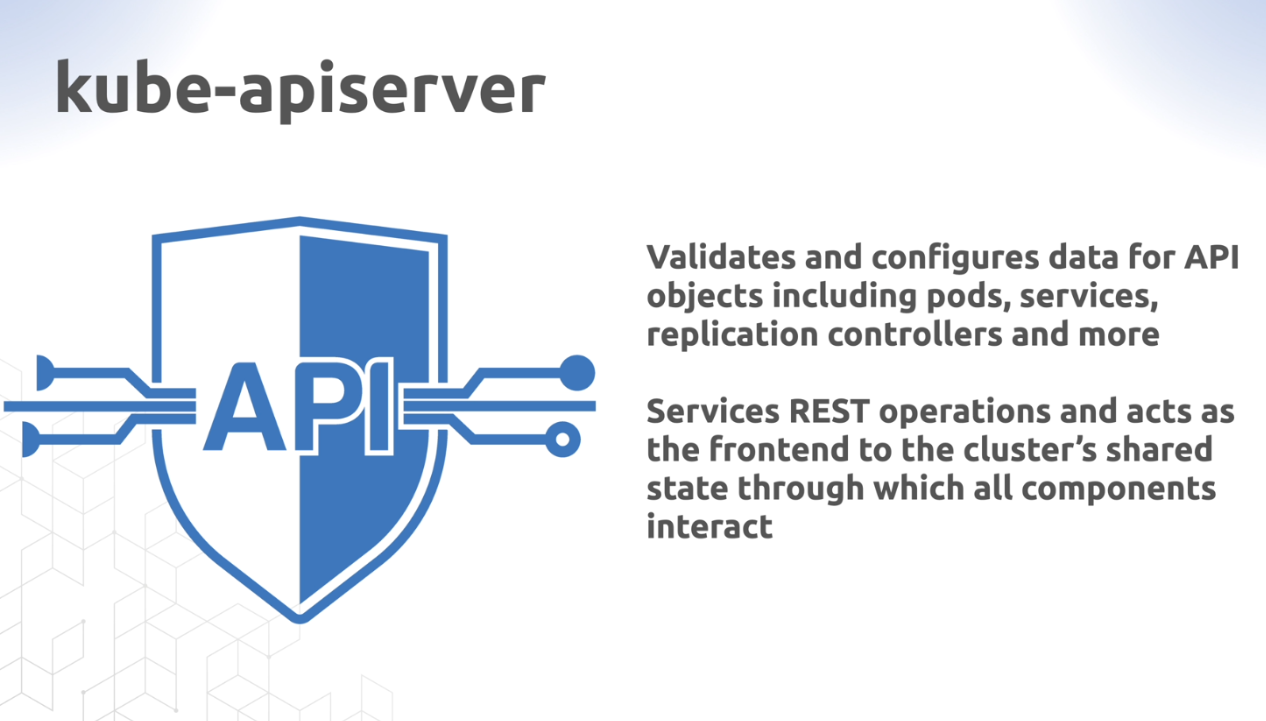 kube-apiserver
API
Validates and configures data for API
objects including pods, services,
replication controllers and more
Services REST operations and acts as
the frontend to the cluster’s shared
state through which all components
interact